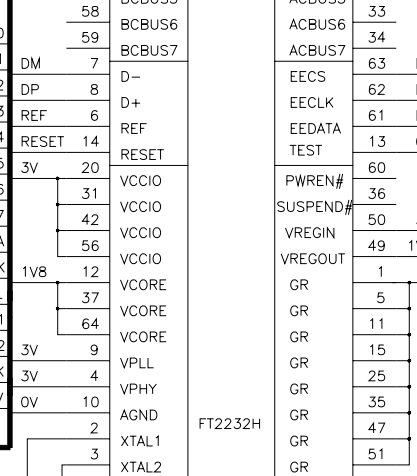 58 BCBUS6 ACBUS6 33
59 BCBUS7 ACBUS7 34
DM 7 D- EECS 63
DP 8 D+ EECLK 62
REF 6 REF EEDATA 61
RESET 14 RESET TEST 13
3V 20 VCCIO PWREN# 60
31 VCCIO SUSPEND# 36
42 VCCIO VREGIN 50
56 VCCIO VREGOUT 49
1V8 12 VCORE GR 1
37 VCORE GR 5
64 VCORE GR 11
3V 9 VPLL GR 15
3V 4 VPHY GR 25
0V 10 AGND GR 35
FT2232H
2 XTAL1 GR 47
3 XTAL2 GR 51